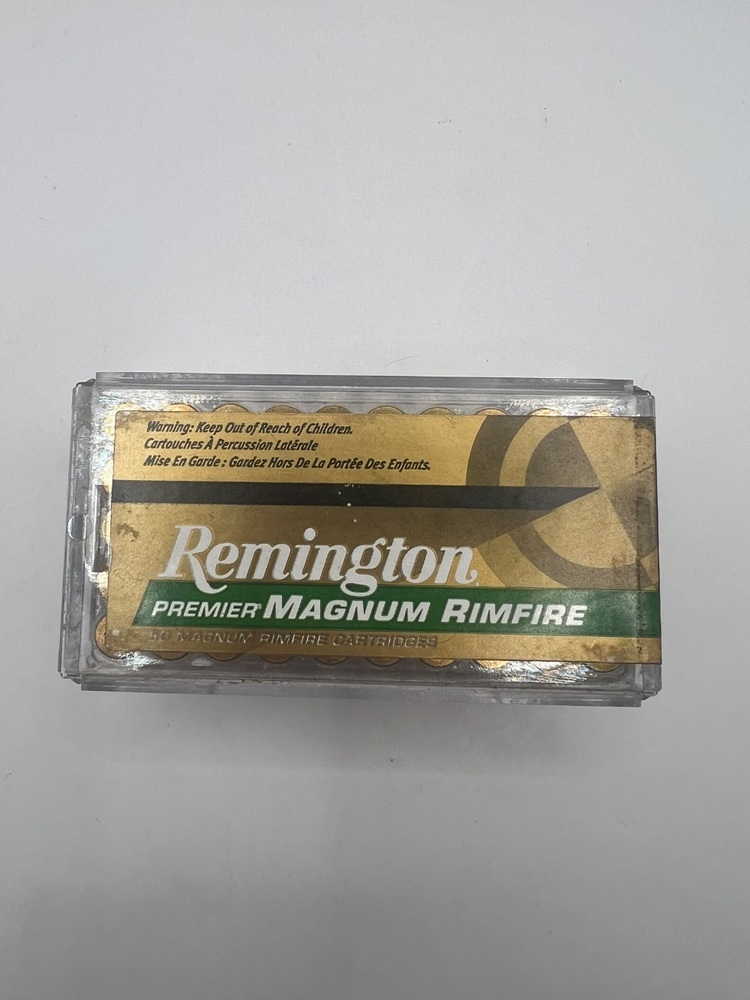 Warning: Keep Out of Reach of Children.
Cartouches À Percussion Latérale
Mise En Garde : Gardez Hors De La Portée Des Enfants.
Remington
PREMIER® MAGNUM RIMFIRE
50 MAGNUM RIMFIRE CARTRIDGES